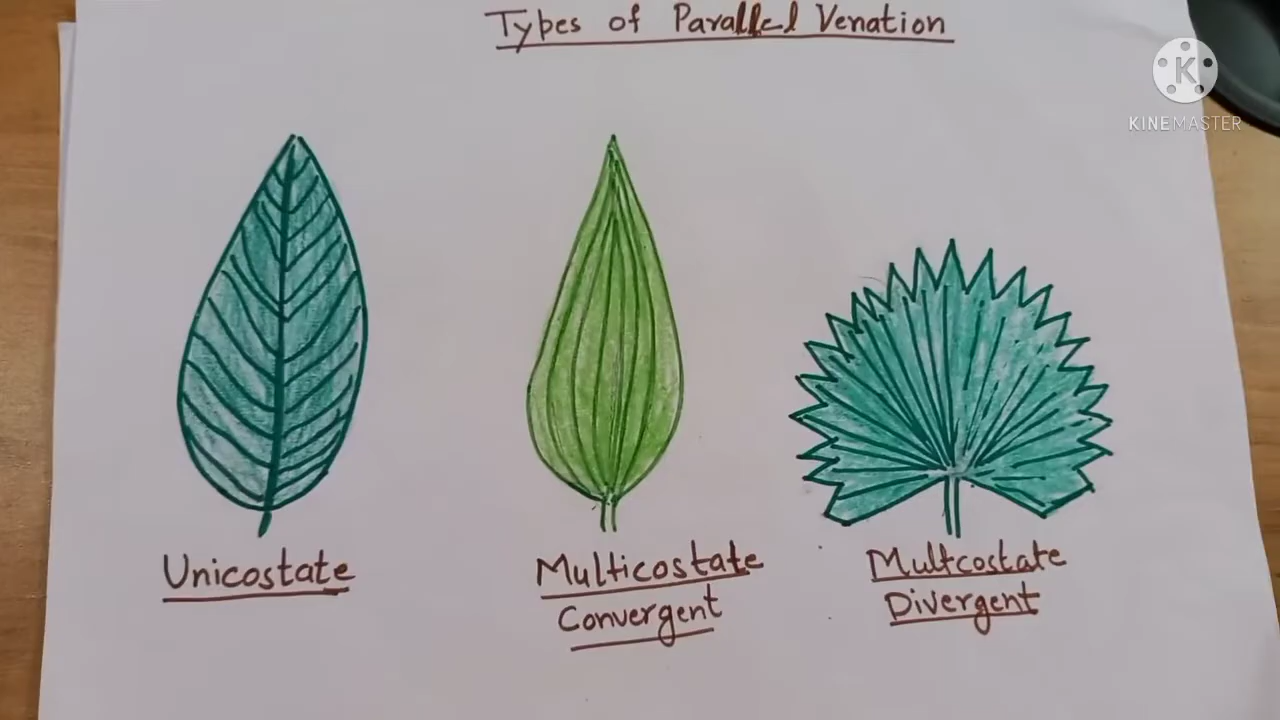 Types of Parallel Venation
KINEMASTER
Unicostate
Multicostate
Convergent
Multcostate
Divergent